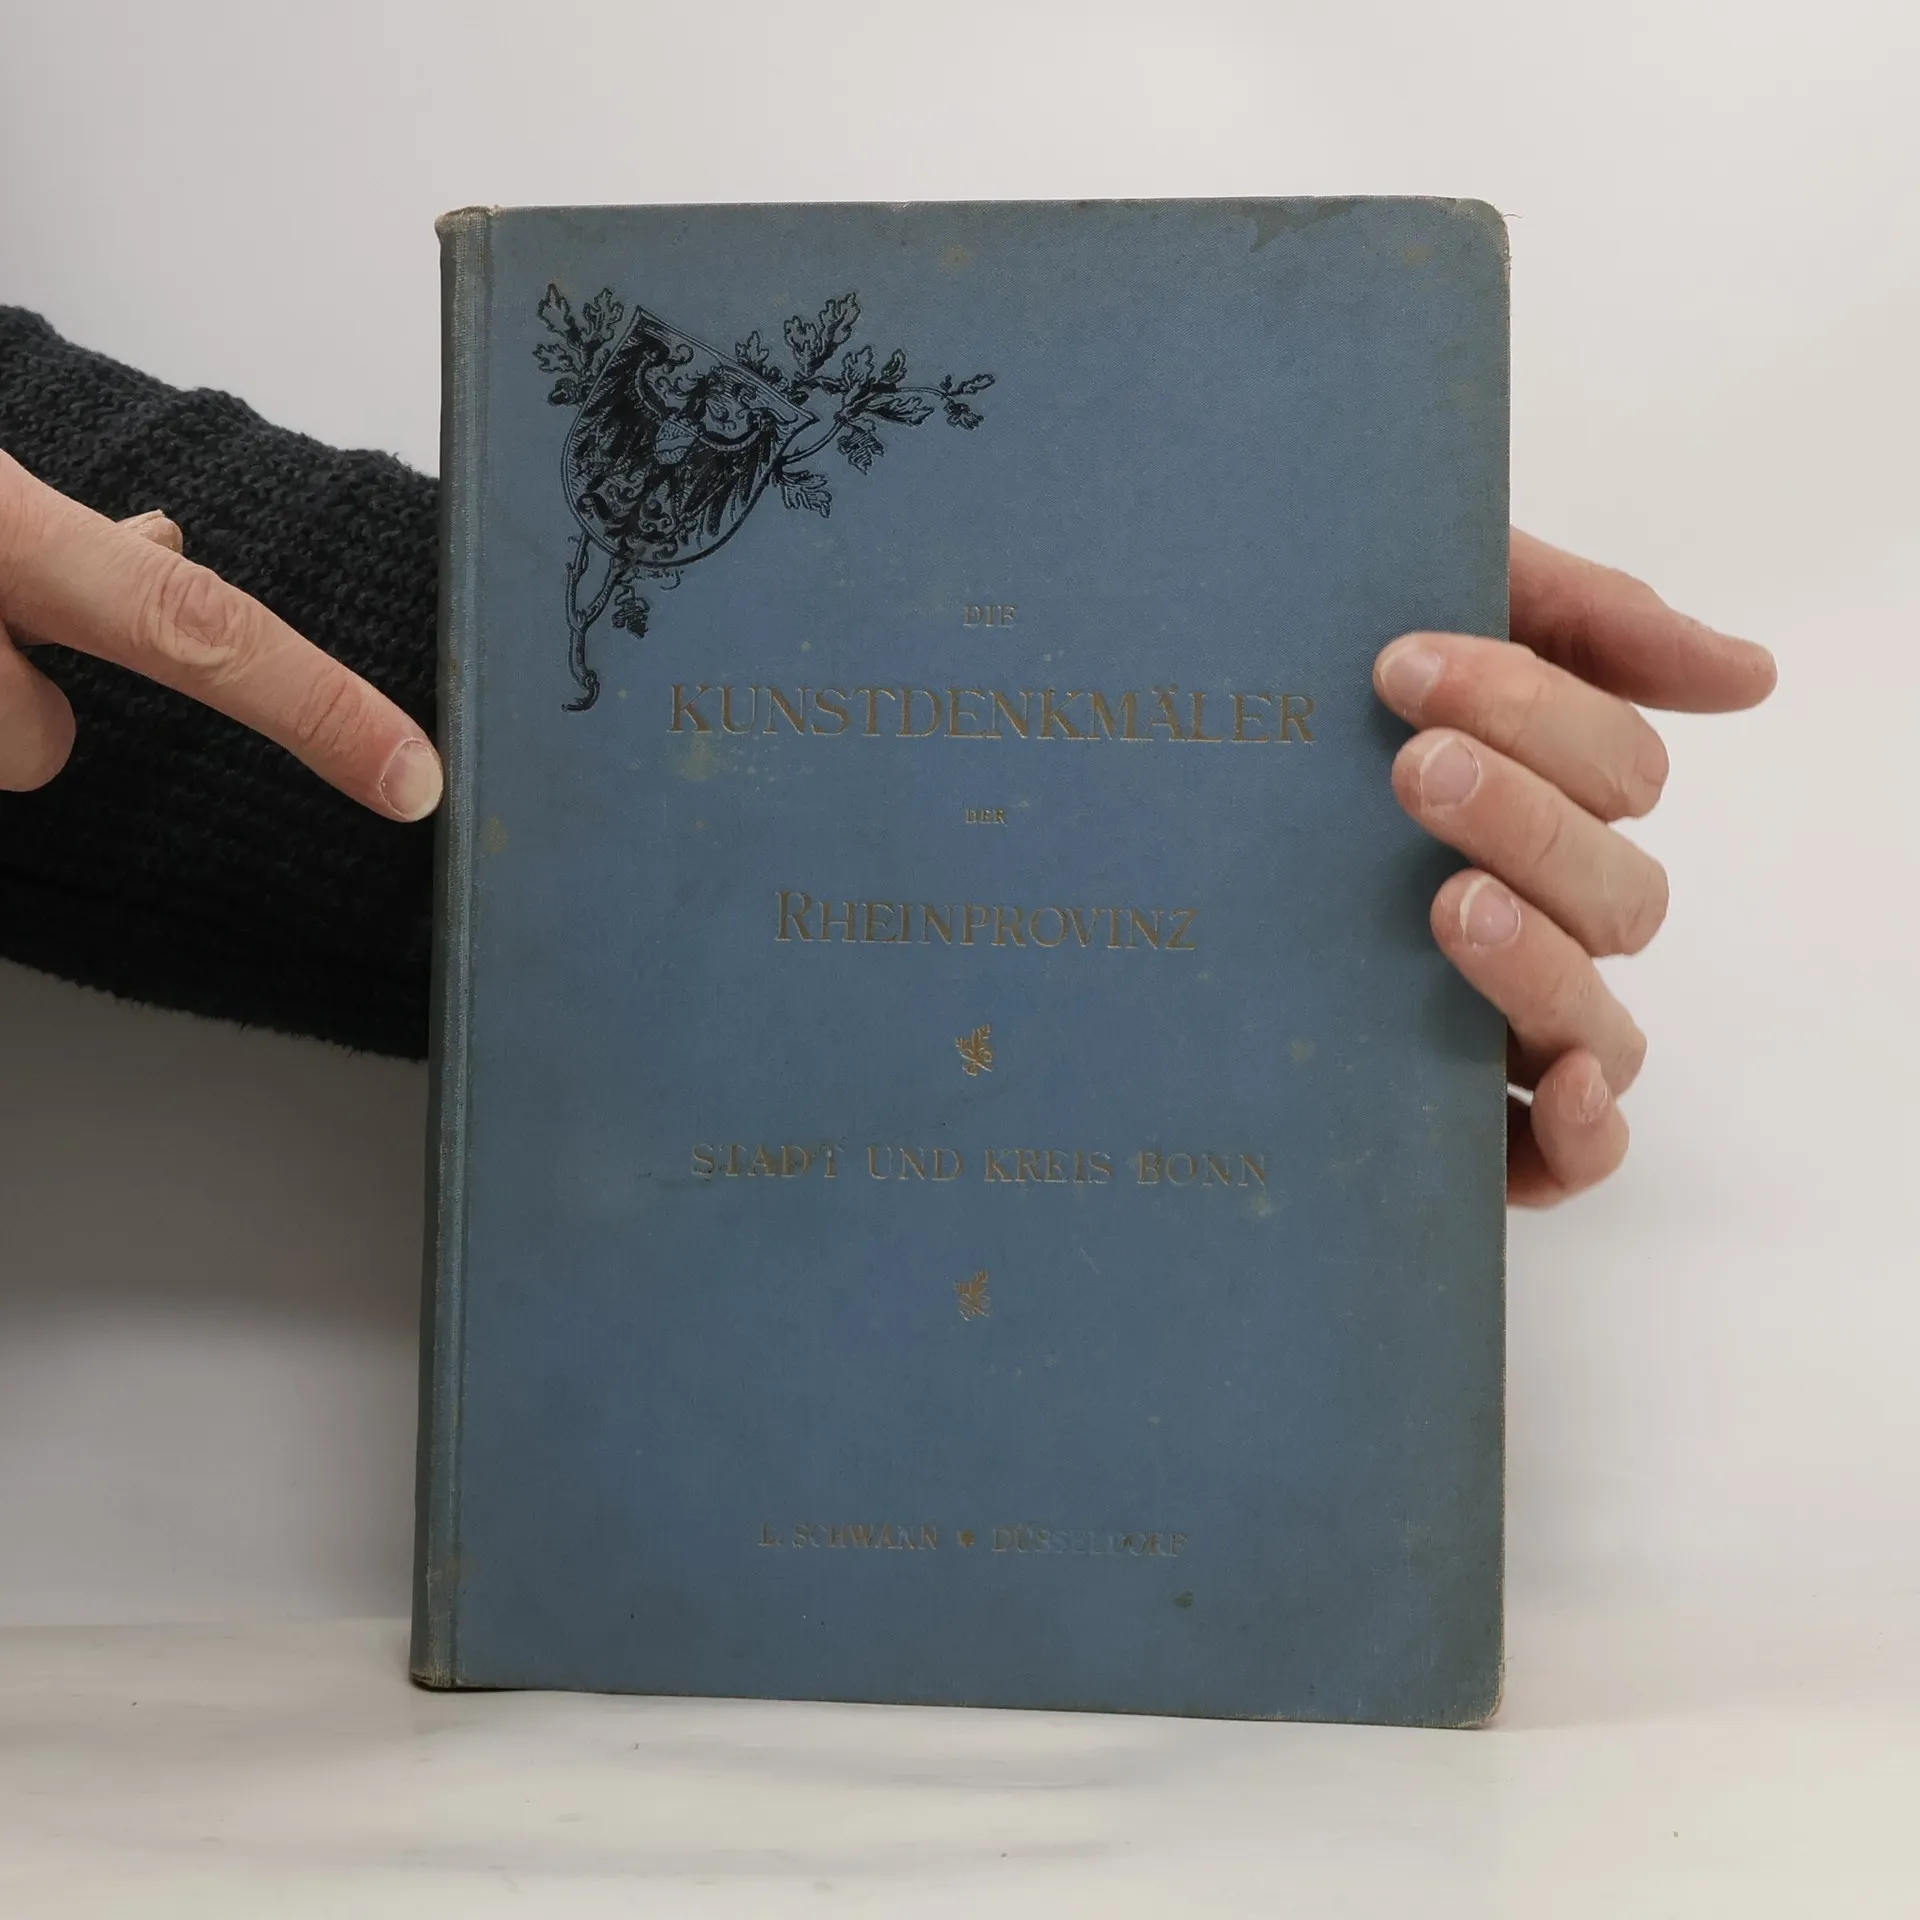 DIE
KUNSTDENKMÄLER
DER
RHEINPROVINZ
STADT UND KREIS BONN
L. SCHWANN * DÜSSELDORF